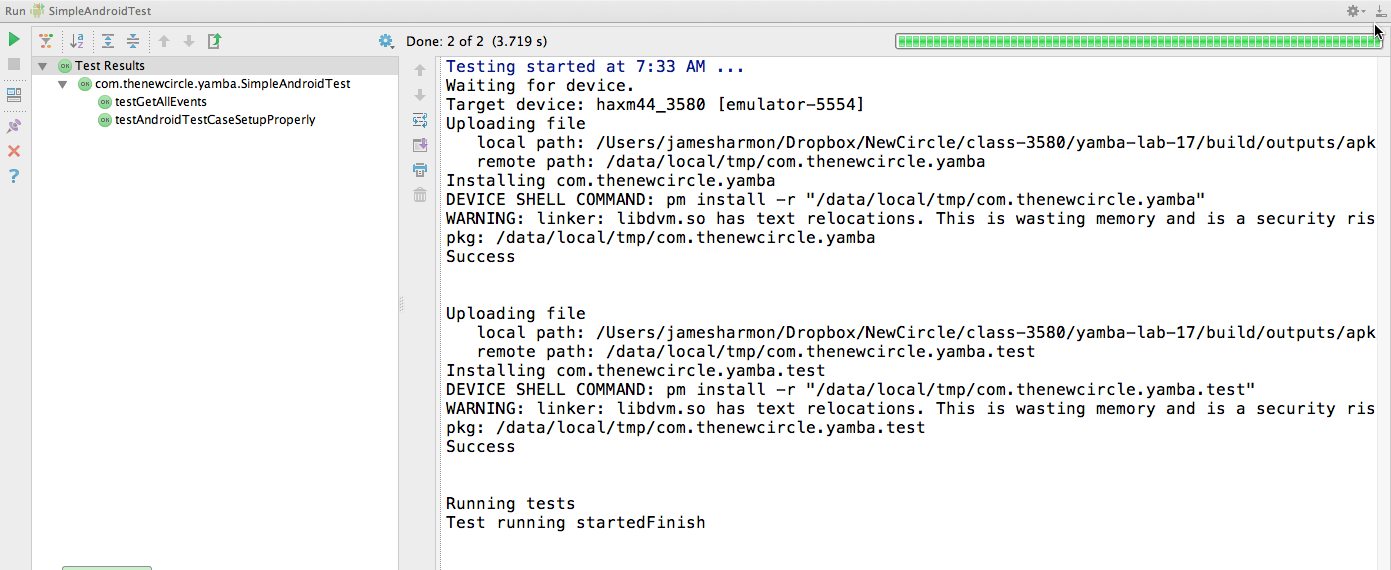 Run SimpleAndroidTest
Done: 2 of 2 (3.719 s)
Test Results
com.thenewcircle.yamba.SimpleAndroidTest
testGetAllEvents
testAndroidTestCaseSetupProperly
Testing started at 7:33 AM ...
Waiting for device.
Target device: haxm44_3580 [emulator-5554]
Uploading file
local path: /Users/jamesharmon/Dropbox/NewCircle/class-3580/yamba-lab-17/build/outputs/apk
remote path: /data/local/tmp/com.thenewcircle.yamba
Installing com.thenewcircle.yamba
DEVICE SHELL COMMAND: pm install -r "/data/local/tmp/com.thenewcircle.yamba"
WARNING: linker: libdvm.so has text relocations. This is wasting memory and is a security ris
pkg: /data/local/tmp/com.thenewcircle.yamba
Success
Uploading file
local path: /Users/jamesharmon/Dropbox/NewCircle/class-3580/yamba-lab-17/build/outputs/apk
remote path: /data/local/tmp/com.thenewcircle.yamba.test
Installing com.thenewcircle.yamba.test
DEVICE SHELL COMMAND: pm install -r "/data/local/tmp/com.thenewcircle.yamba.test"
WARNING: linker: libdvm.so has text relocations. This is wasting memory and is a security ris
pkg: /data/local/tmp/com.thenewcircle.yamba.test
Success
Running tests
Test running startedFinish